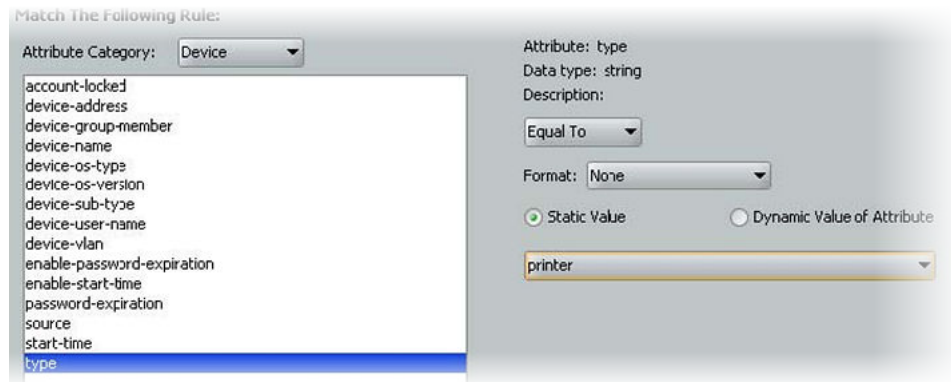 Match The Following Rule:
Attribute Category: Device
account-locked
device-address
device-group-member
device-name
device-os-type
device-os-version
device-sub-type
device-user-name
device-vlan
enable-password-expiration
enable-start-time
password-expiration
source
start-time
type
Attribute: type
Data type: string
Description:
Equal To
Format: None
Static Value Dynamic Value of Attribute
printer